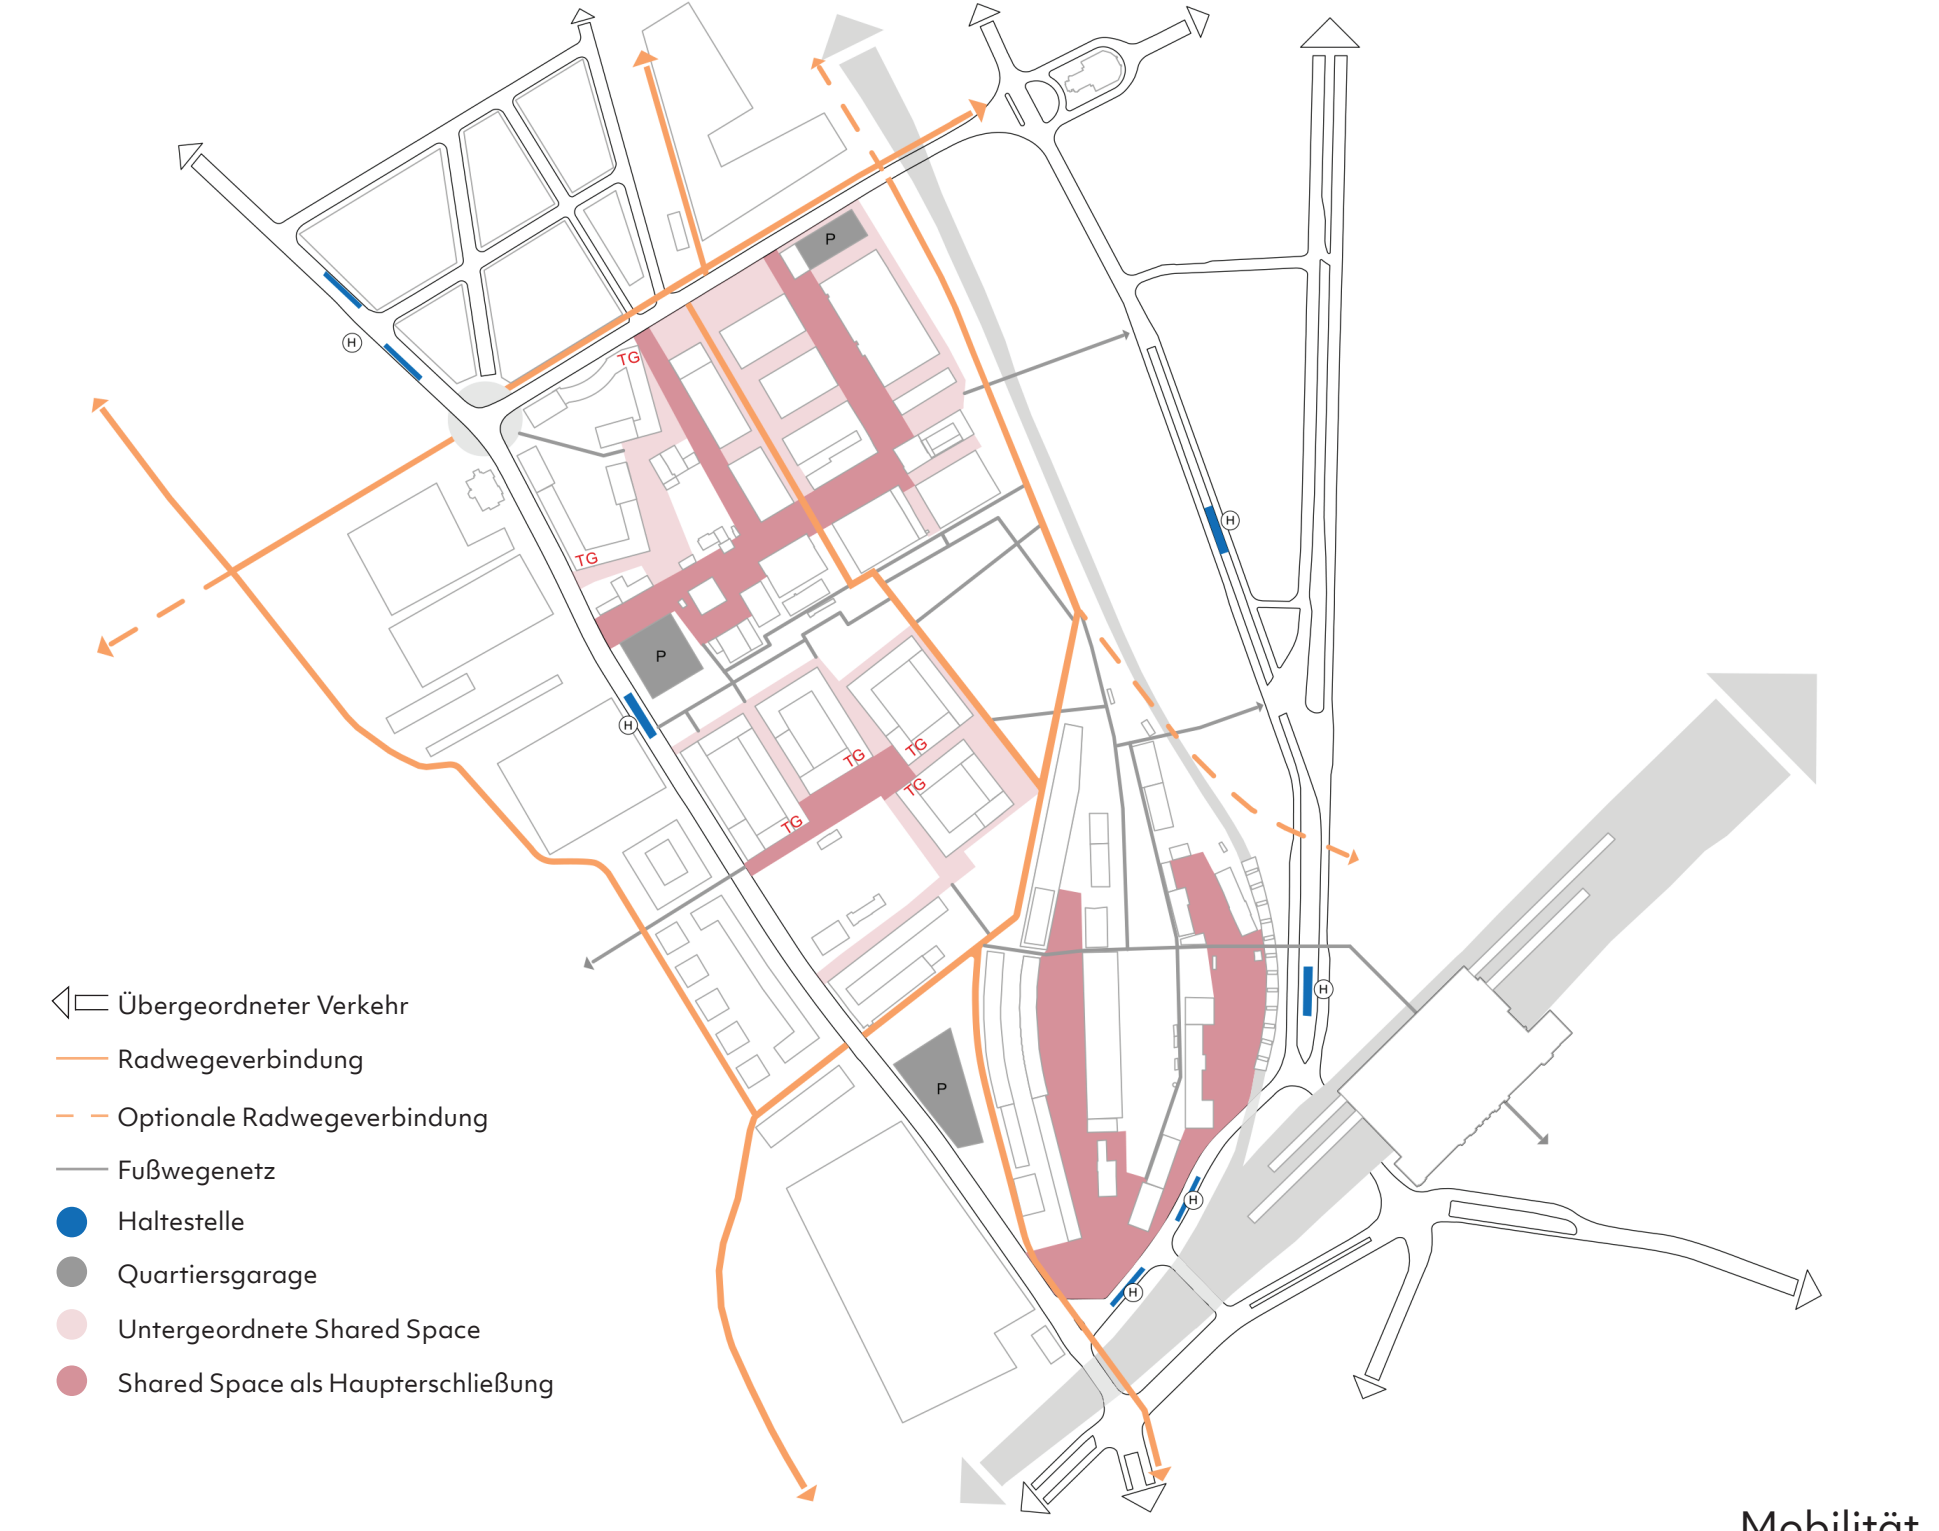 P
TG
H
H
TG
P
H
TG
TG
TG
TG
H
H
P
H
H
Übergeordneter Verkehr
Radwegeverbindung
Optionale Radwegeverbindung
Fußwegenetz
Haltestelle
Quartiersgarage
Untergeordnete Shared Space
Shared Space als Haupterschließung
Mobilität